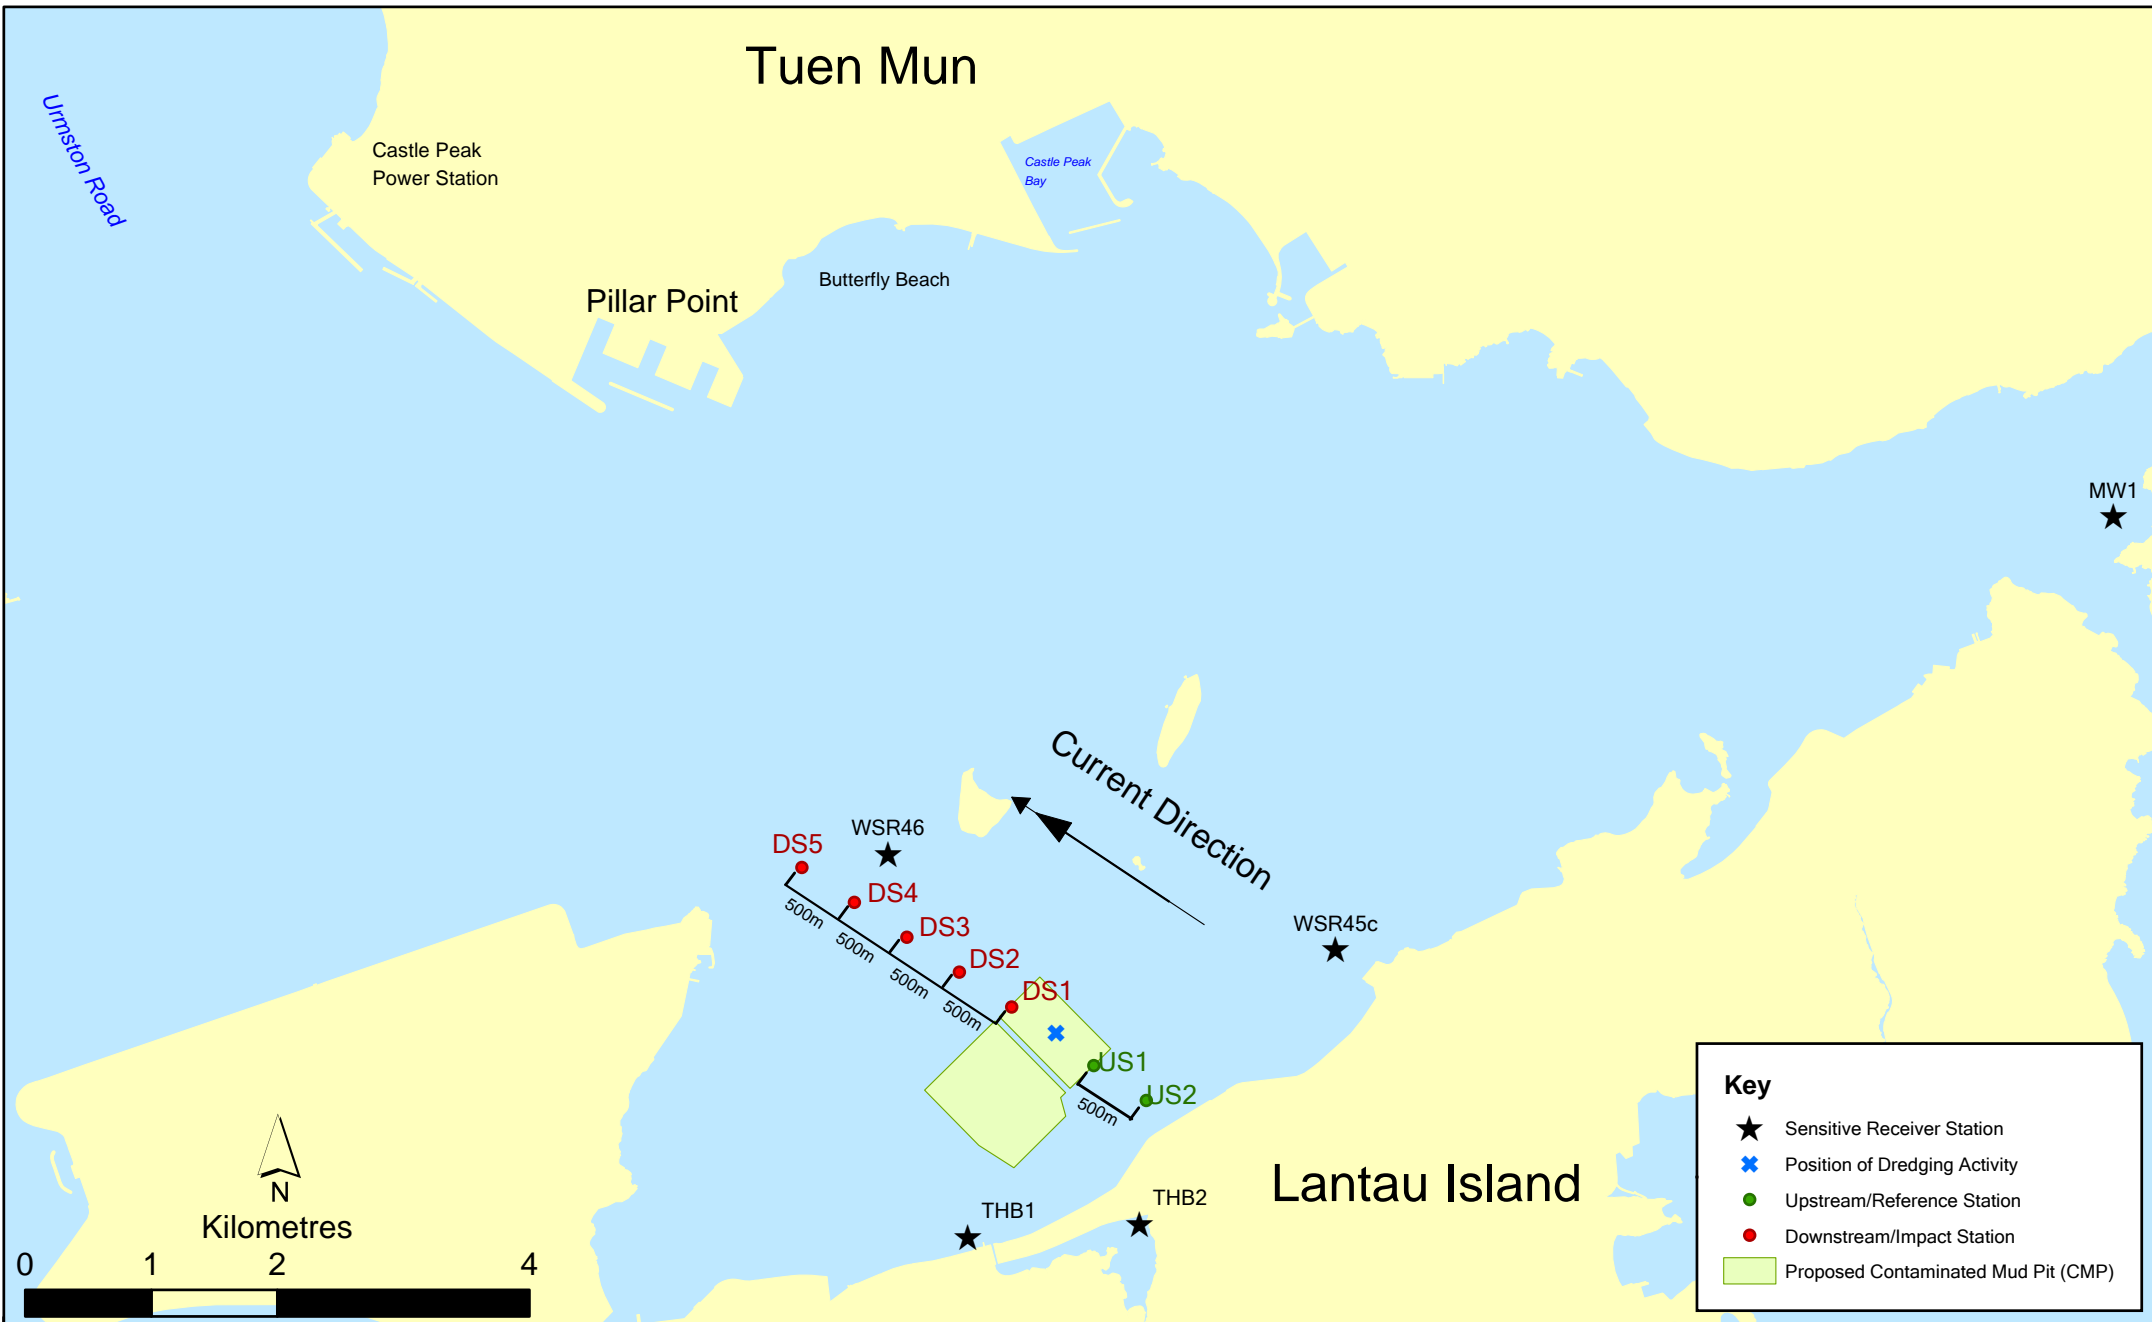 Tuen Mun
Urmston Road
Castle Peak
Power Station
Castle Peak
Bay
Butterfly Beach
Pillar Point
MW1
Current Direction
WSR46
DS5
DS4
WSR45c
DS3
DS2
DS1
500m
500m
500m
500m
US1
US2
500m
THB1
THB2
Lantau Island
N
Kilometres
0 1 2 4
Key
Sensitive Receiver Station
Position of Dredging Activity
Upstream/Reference Station
Downstream/Impact Station
Proposed Contaminated Mud Pit (CMP)